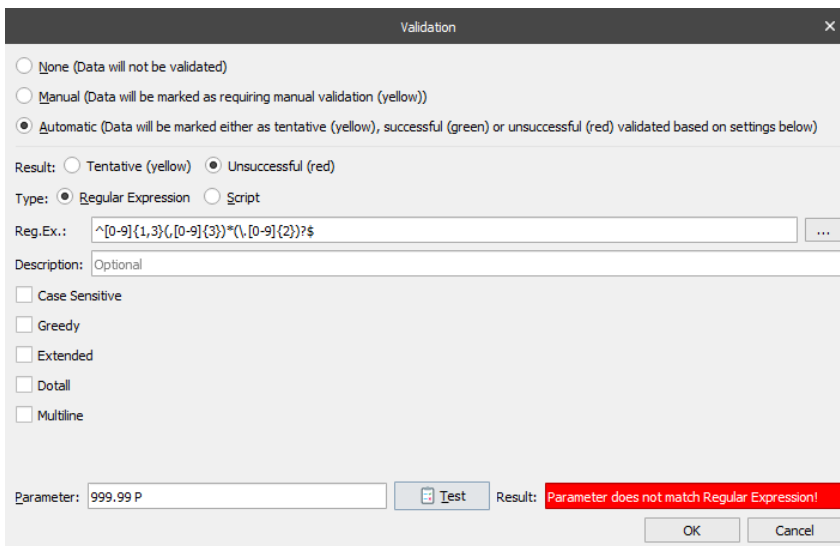 Validation
None (Data will not be validated)
Manual (Data will be marked as requiring manual validation (yellow))
Automatic (Data will be marked either as tentative (yellow), successful (green) or unsuccessful (red) validated based on settings below)
Result: Tentative (yellow) Unsuccessful (red)
Type: Regular Expression Script
Reg.Ex.: ^[0-9]{1,3}(,[0-9]{3})*(\.[0-9]{2})?$ ...
Description: Optional
Case Sensitive
Greedy
Extended
Dotall
Multiline
Parameter: 999.99 P Test Result: Parameter does not match Regular Expression!
OK Cancel